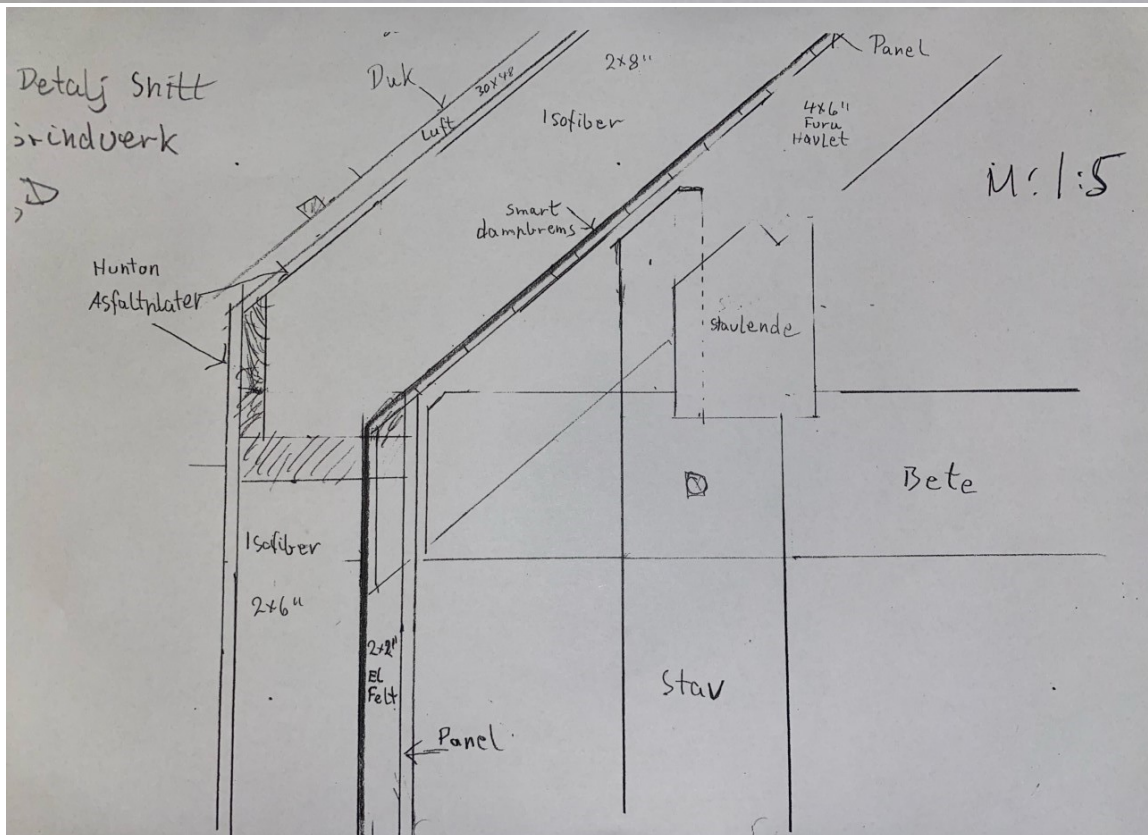 Detalj Snitt
rindverk
D
Duk
30x48
Luft
2x8"
Isofiber
Panel
4x6"
Furu
Havlet
M: 1:5
smart
dampbrems
Hunton
Asfaltplater
Stavlende
Bete
Isofiber
2x6"
2x2"
EL
Felt
Stav
Panel